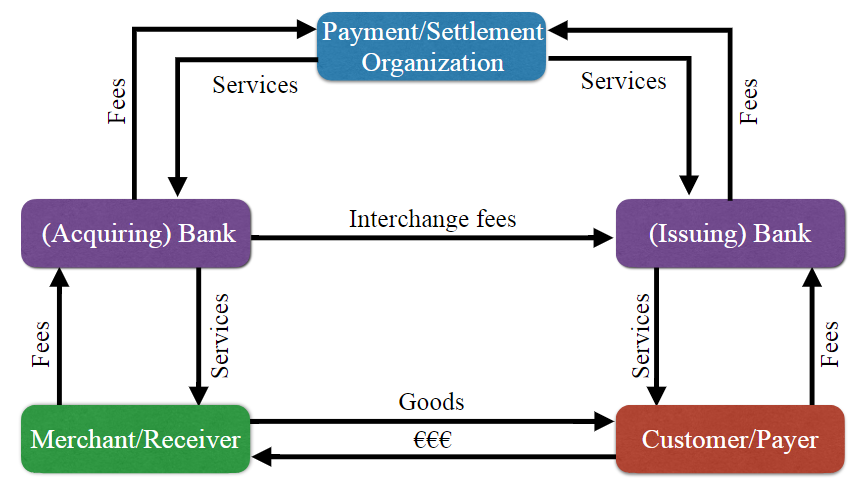 Payment/Settlement
Organization
Services
Services
Fees
Fees
(Acquiring) Bank
Interchange fees
(Issuing) Bank
Fees
Services
Services
Fees
Goods
Merchant/Receiver
€€€
Customer/Payer